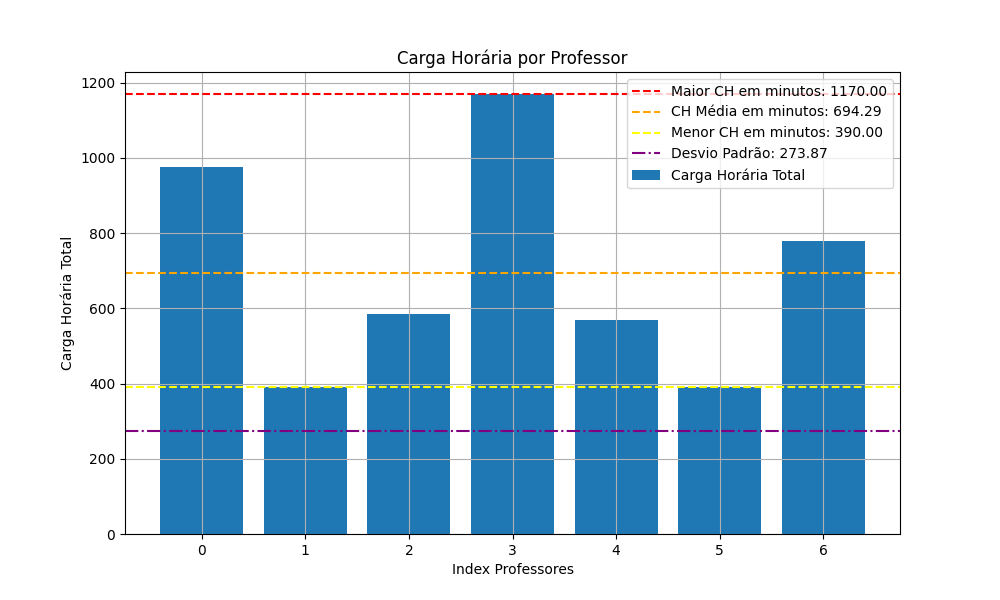 Carga Horária por Professor
Maior CH em minutos: 1170.00
CH Média em minutos: 694.29
Menor CH em minutos: 390.00
Desvio Padrão: 273.87
Carga Horária Total
Carga Horária Total
1200
1000
800
600
400
200
0
0 1 2 3 4 5 6
Index Professores